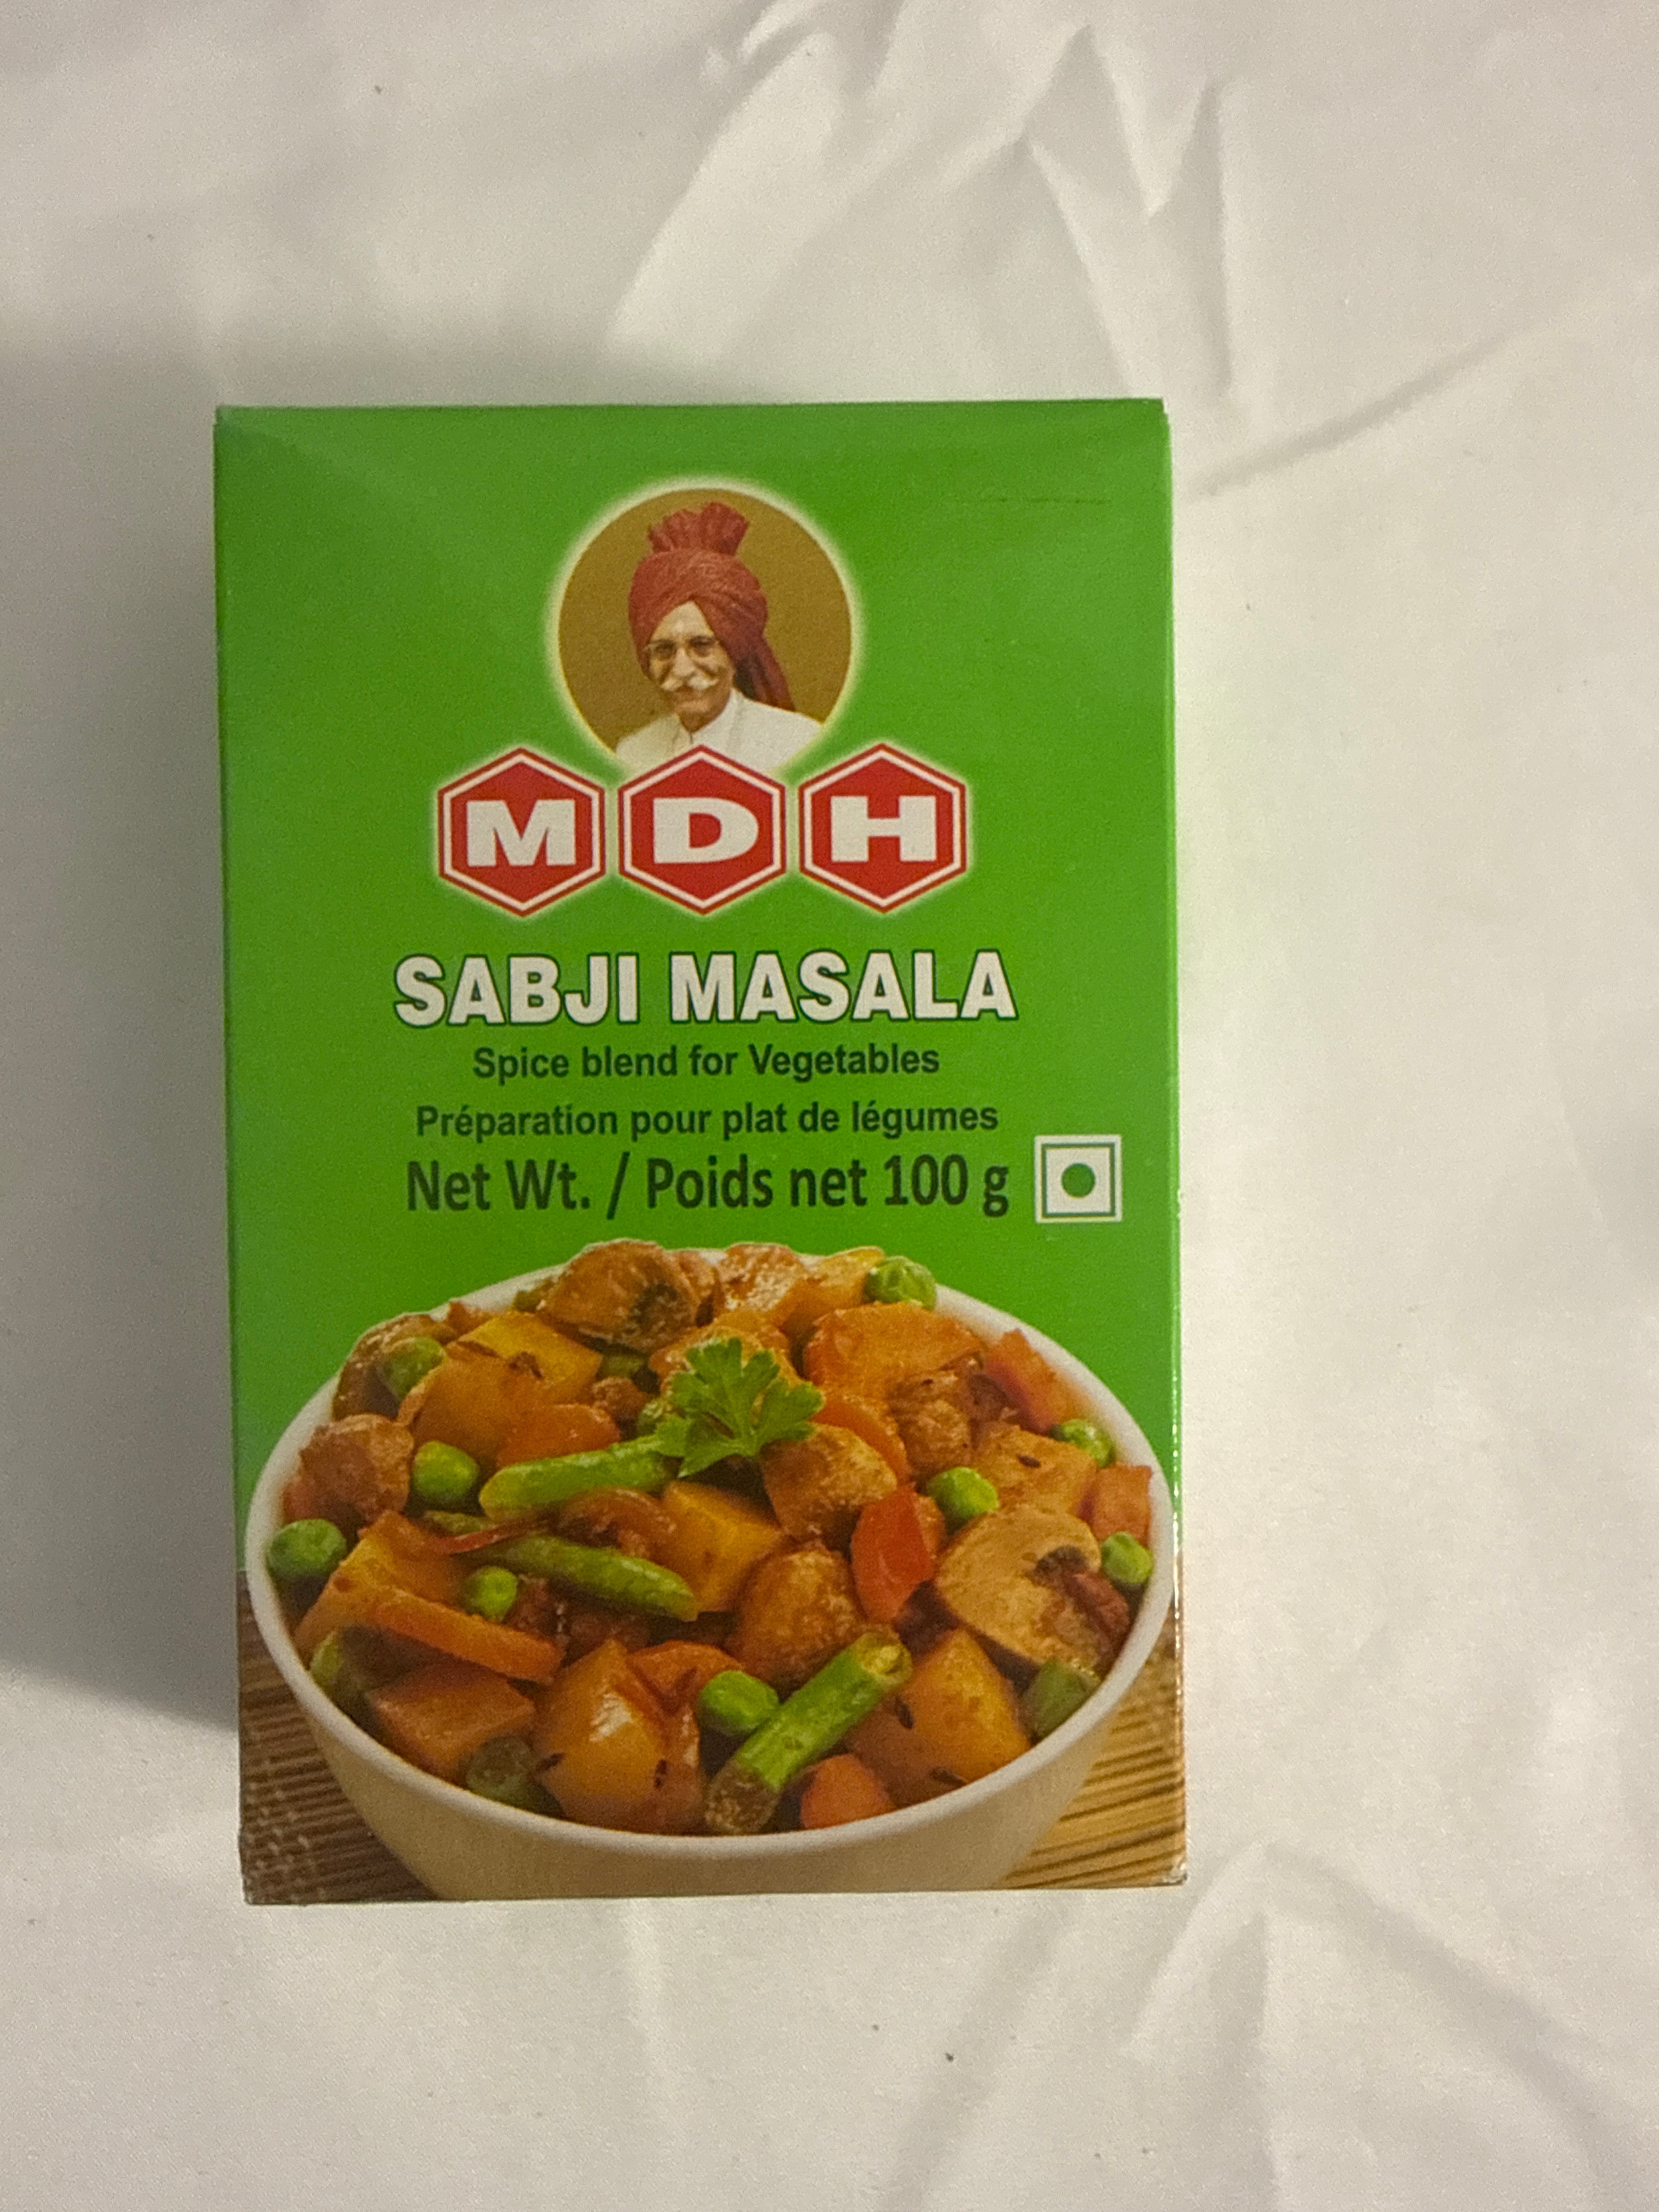 MDH
SABJI MASALA
Spice blend for Vegetables
Préparation pour plat de légumes
Net Wt. / Poids net 100 g